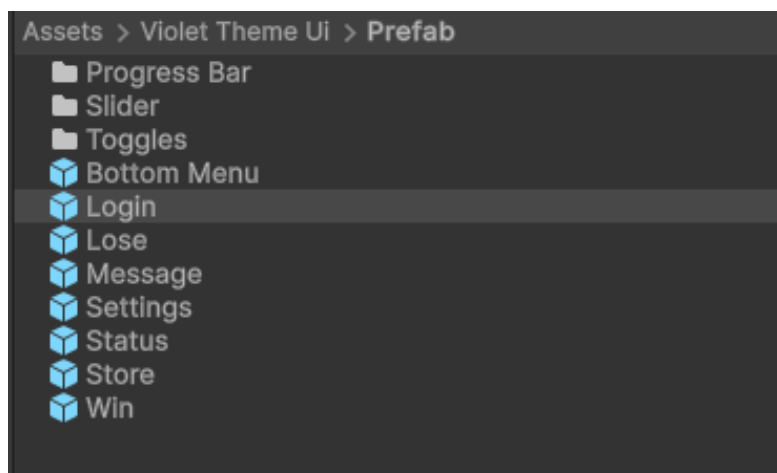 Assets > Violet Theme Ui > Prefab
Progress Bar
Slider
Toggles
Bottom Menu
Login
Lose
Message
Settings
Status
Store
Win